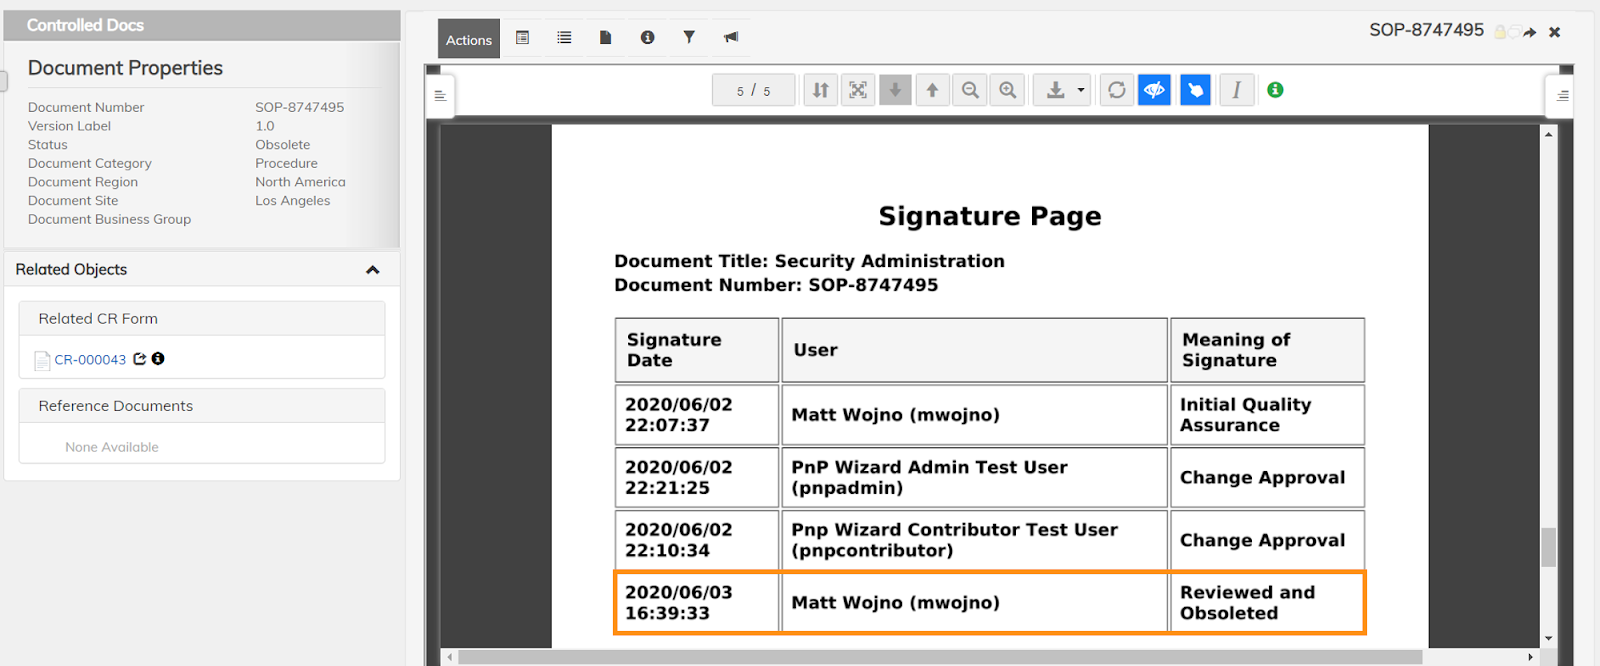 Controlled Docs
Document Properties
Document Number SOP-8747495
Version Label 1.0
Status Obsolete
Document Category Procedure
Document Region North America
Document Site Los Angeles
Document Business Group
Related Objects
Related CR Form
CR-000043
Reference Documents
None Available
Actions
SOP-8747495
5 / 5
Signature Page
Document Title: Security Administration
Document Number: SOP-8747495
Signature Date User Meaning of Signature
2020/06/02 22:07:37 Matt Wojno (mwojno) Initial Quality Assurance
2020/06/02 22:21:25 PnP Wizard Admin Test User (pnpadmin) Change Approval
2020/06/02 22:10:34 Pnp Wizard Contributor Test User (pnpcontributor) Change Approval
2020/06/03 16:39:33 Matt Wojno (mwojno) Reviewed and Obsoleted